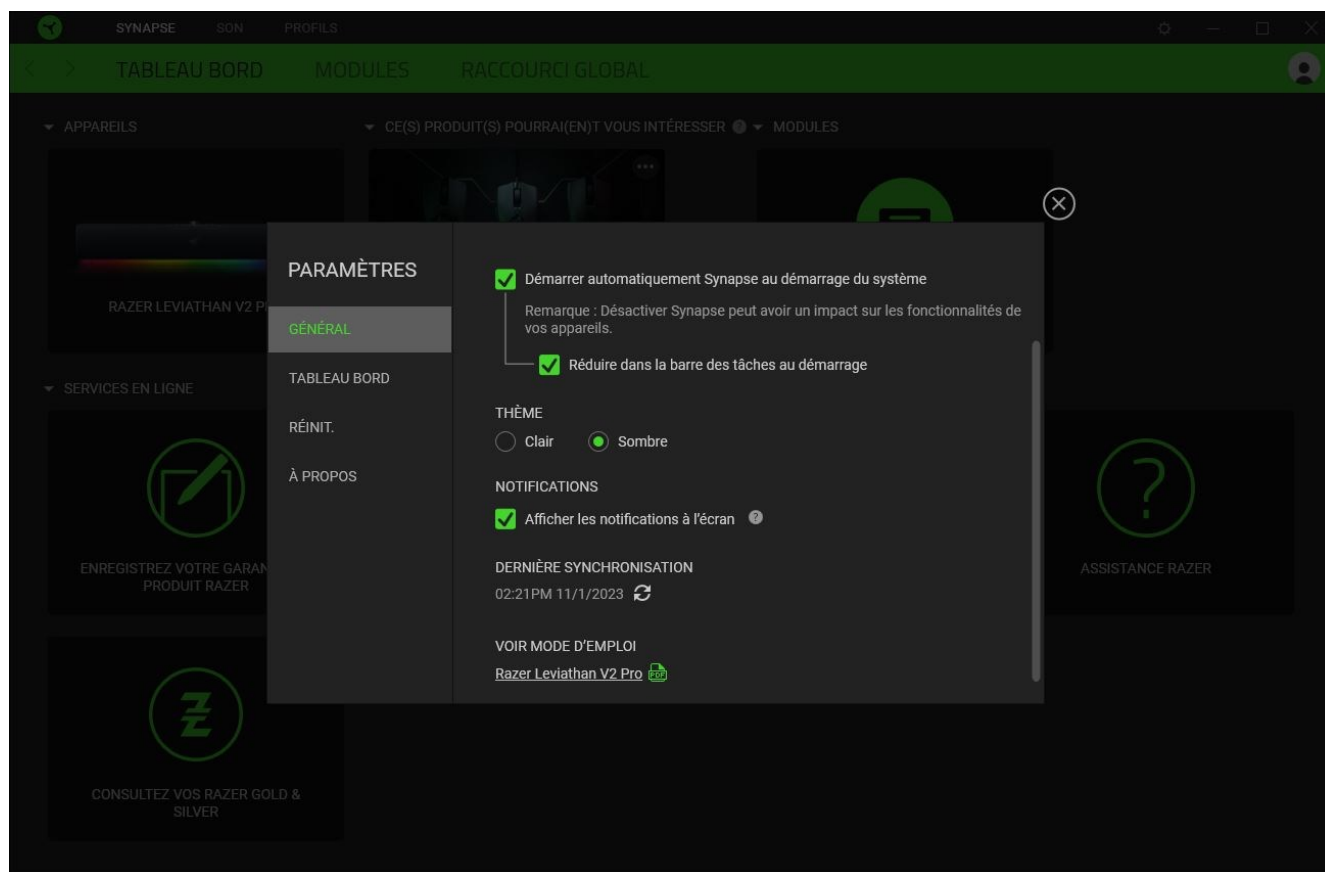 SYNAPSE
SON
PROFILS
TABLEAU BORD
MODULES
RACCOURCI GLOBAL
APPAREILS
CE(S) PRODUIT(S) POURRAI(EN)T VOUS INTÉRESSER
MODULES
RAZER LEVIATHAN V2 P
SERVICES EN LIGNE
ENREGISTREZ VOTRE GARAN
PRODUIT RAZER
ASSISTANCE RAZER
CONSULTEZ VOS RAZER GOLD &
SILVER
PARAMÈTRES
GÉNÉRAL
TABLEAU BORD
RÉINIT.
À PROPOS
Démarrer automatiquement Synapse au démarrage du système
Remarque : Désactiver Synapse peut avoir un impact sur les fonctionnalités de
vos appareils.
Réduire dans la barre des tâches au démarrage
THÈME
Clair
Sombre
NOTIFICATIONS
Afficher les notifications à l'écran
DERNIÈRE SYNCHRONISATION
02:21PM 11/1/2023
VOIR MODE D'EMPLOI
Razer Leviathan V2 Pro
PDF